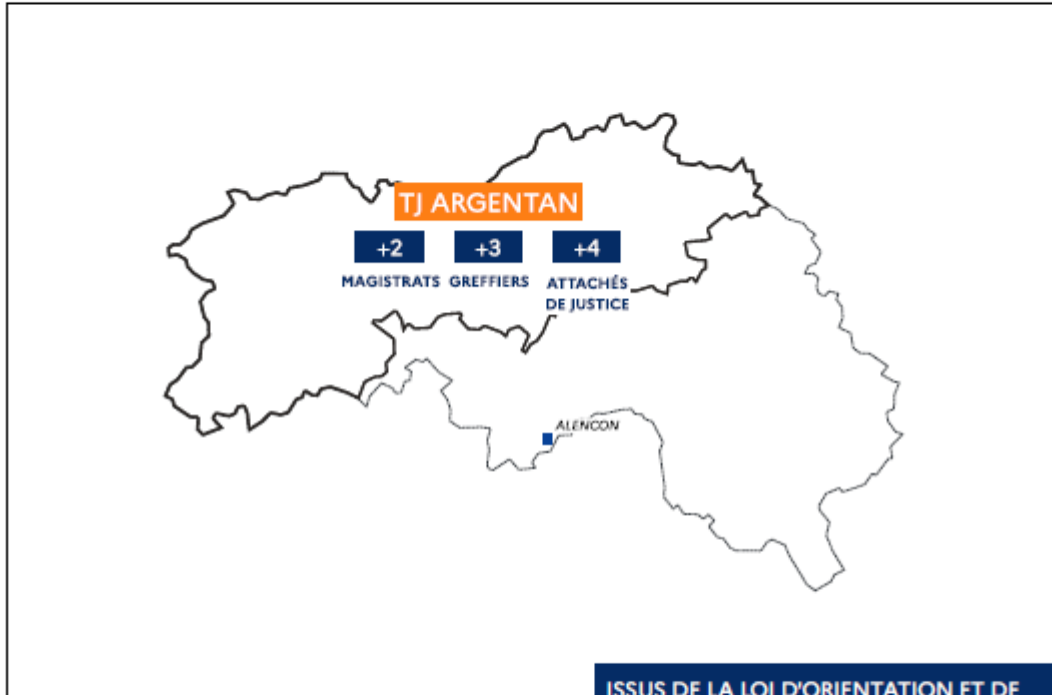 TJ ARGENTAN
+2 +3 +4
MAGISTRATS GREFFIERS ATTACHÉS
DE JUSTICE
ALENCON
ISSUS DE LA LOI D'ORIENTATION ET DE